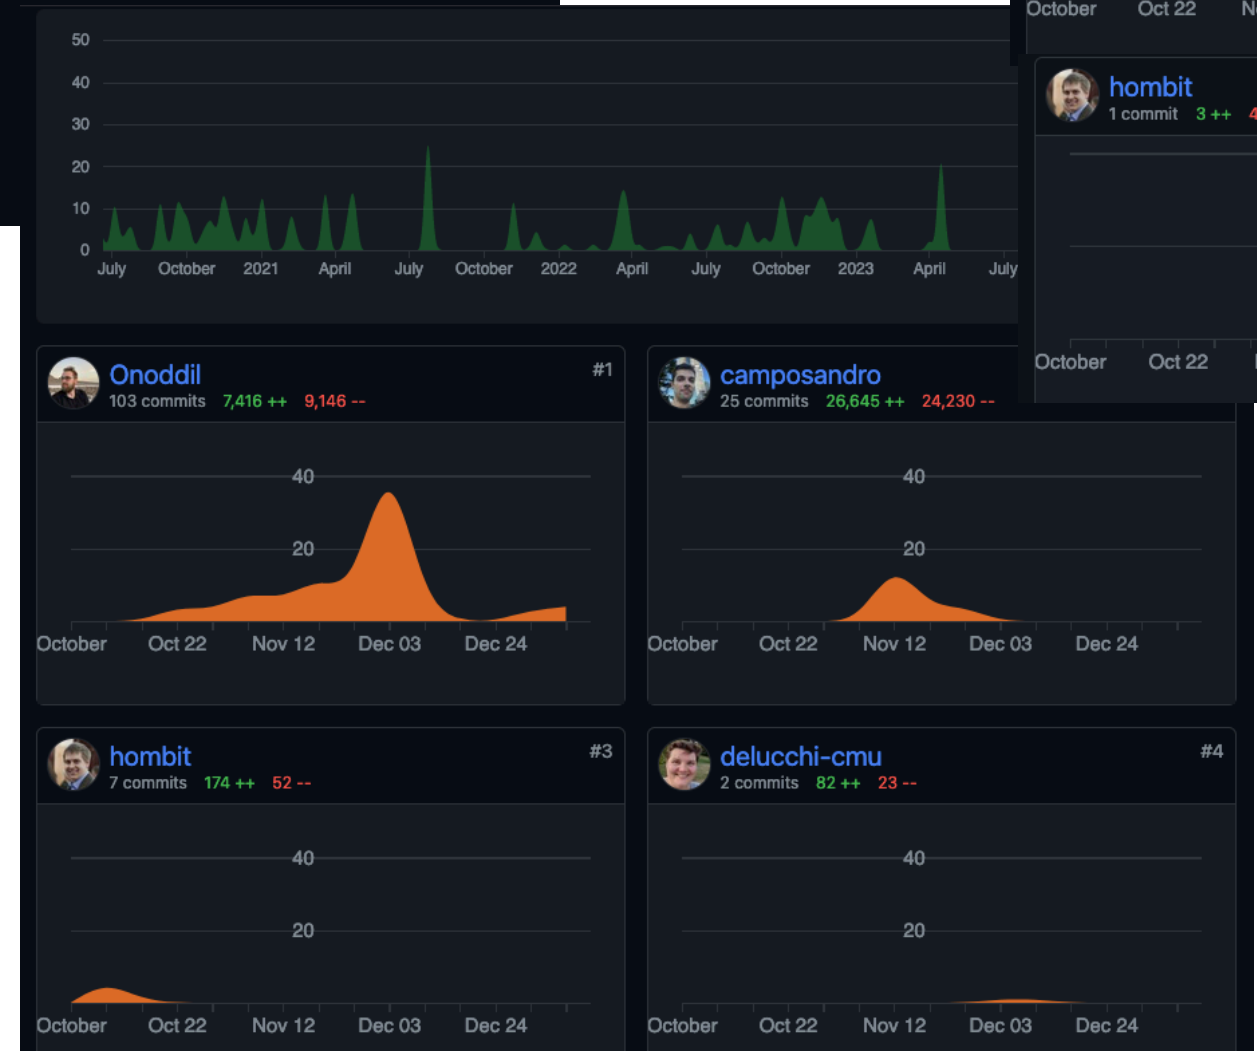 October Oct 22
50
40
30
20
10
0
July October 2021 April July October 2022 April July October 2023 April July
hombit
1 commit 3 ++ 4
October Oct 22
Onoddil #1
103 commits 7,416 ++ 9,146 --
40
20
October Oct 22 Nov 12 Dec 03 Dec 24
camposandro
25 commits 26,645 ++ 24,230 --
40
20
October Oct 22 Nov 12 Dec 03 Dec 24
hombit #3
7 commits 174 ++ 52 --
40
20
October Oct 22 Nov 12 Dec 03 Dec 24
delucchi-cmu #4
2 commits 82 ++ 23 --
40
20
October Oct 22 Nov 12 Dec 03 Dec 24